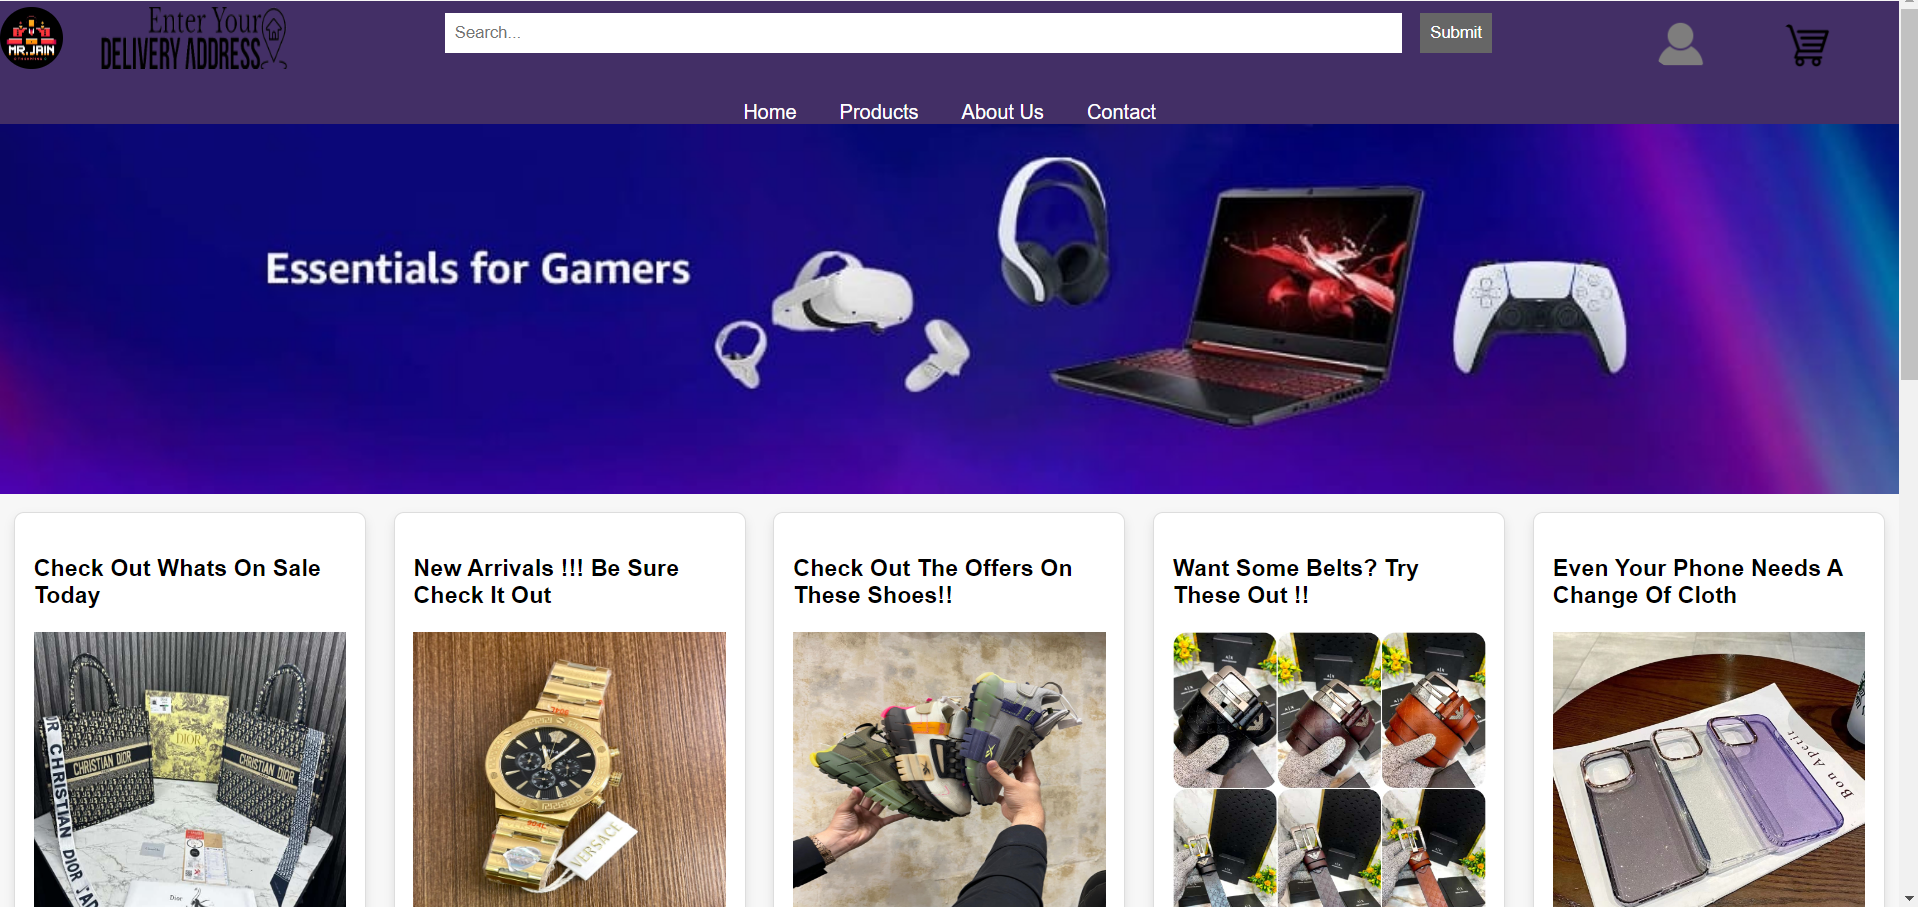 MR.JAIN
Enter Your
DELIVERY ADDRESS
Search...
Submit
Home
Products
About Us
Contact
Essentials for Gamers
Check Out Whats On Sale
Today
New Arrivals !!! Be Sure
Check It Out
Check Out The Offers On
These Shoes!!
Want Some Belts? Try
These Out !!
Even Your Phone Needs A
Change Of Cloth
DIOR
CHRISTIAN DIOR
CHRISTIAN DIOR
CHRISTIAN
DIOR
Dior
VERSACE
Bon Appetit